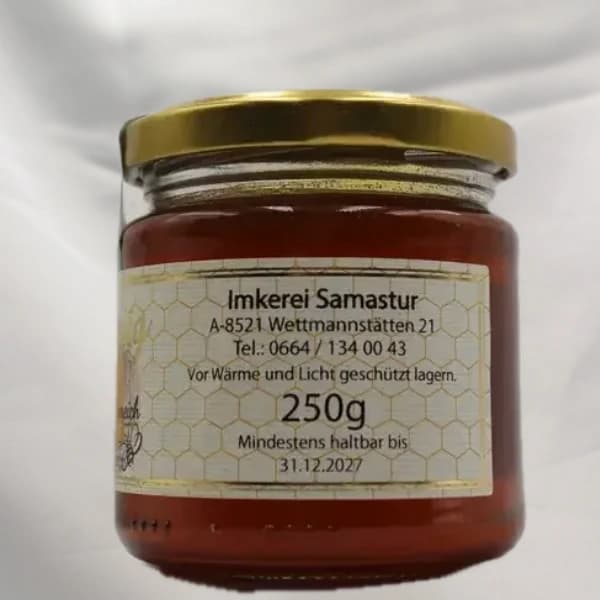 Imkerei Samastur
A-8521 Wettmannstätten 21
Tel.: 0664 / 134 00 43
Vor Wärme und Licht geschützt lagern.
250g
Mindestens haltbar bis
31.12.2027